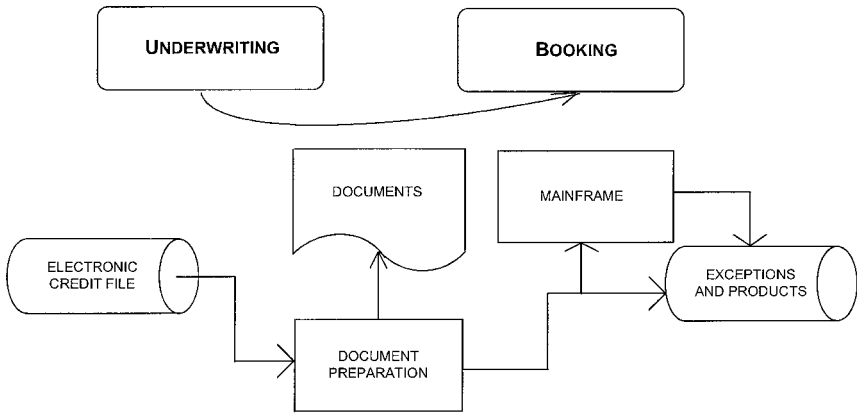 UNDERWRITING
BOOKING
DOCUMENTS
MAINFRAME
ELECTRONIC
CREDIT FILE
EXCEPTIONS
AND PRODUCTS
DOCUMENT
PREPARATION